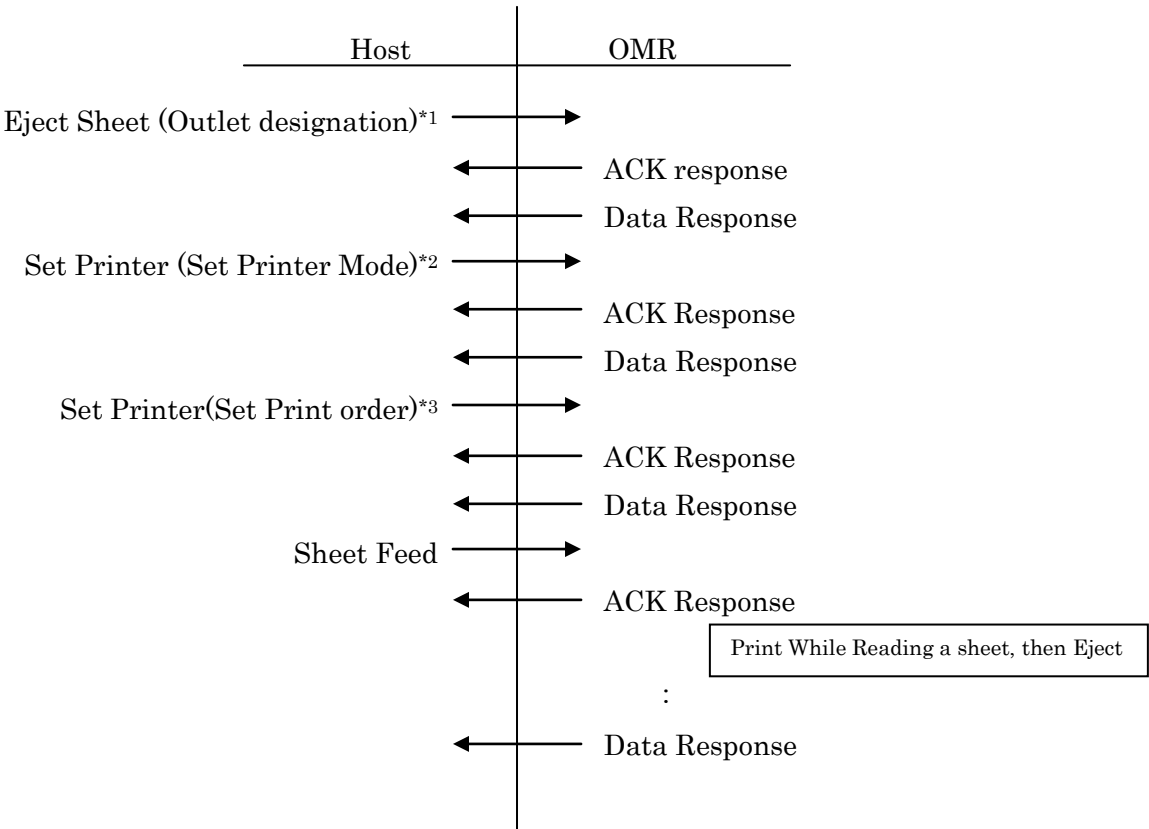 Host OMR
Eject Sheet (Outlet designation)*1
ACK response
Data Response
Set Printer (Set Printer Mode)*2
ACK Response
Data Response
Set Printer(Set Print order)*3
ACK Response
Data Response
Sheet Feed
ACK Response
Print While Reading a sheet, then Eject
:
Data Response